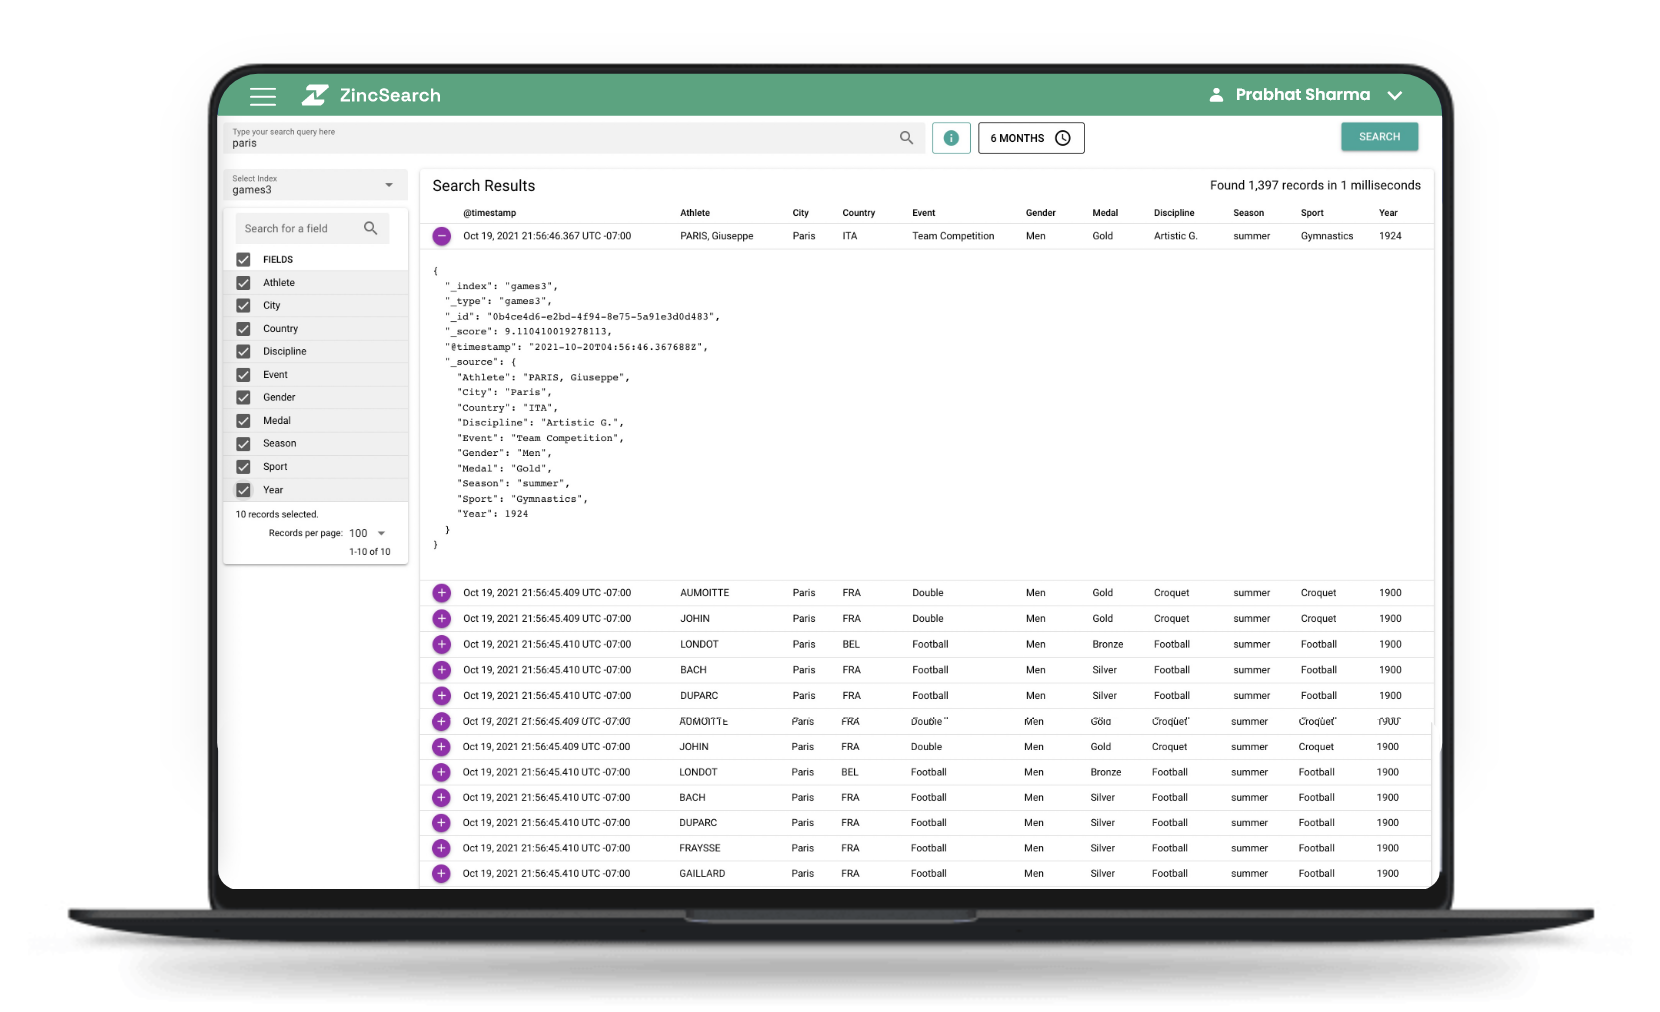 ZincSearch Prabhat Sharma
Type your search query here
paris
6 MONTHS
SEARCH
Select Index
games3
Search for a field
FIELDS
Athlete
City
Country
Discipline
Event
Gender
Medal
Season
Sport
Year
10 records selected.
Records per page: 100
1-10 of 10
Search Results Found 1,397 records in 1 milliseconds
@timestamp Athlete City Country Event Gender Medal Discipline Season Sport Year
Oct 19, 2021 21:56:46.367 UTC -07:00 PARIS, Giuseppe Paris ITA Team Competition Men Gold Artistic G. summer Gymnastics 1924
{
"_index": "games3",
"_type": "games3",
"_id": "0b4ce4d6-e2bd-4f94-8e75-5a91e3d0d483",
"_score": 9.110410019278113,
"@timestamp": "2021-10-20T04:56:46.367688Z",
"_source": {
"Athlete": "PARIS, Giuseppe",
"City": "Paris",
"Country": "ITA",
"Discipline": "Artistic G.",
"Event": "Team Competition",
"Gender": "Men",
"Medal": "Gold",
"Season": "summer",
"Sport": "Gymnastics",
"Year": 1924
}
}
Oct 19, 2021 21:56:45.409 UTC -07:00 AUMOITTE Paris FRA Double Men Gold Croquet summer Croquet 1900
Oct 19, 2021 21:56:45.409 UTC -07:00 JOHIN Paris FRA Double Men Gold Croquet summer Croquet 1900
Oct 19, 2021 21:56:45.410 UTC -07:00 LONDOT Paris BEL Football Men Bronze Football summer Football 1900
Oct 19, 2021 21:56:45.410 UTC -07:00 BACH Paris FRA Football Men Silver Football summer Football 1900
Oct 19, 2021 21:56:45.410 UTC -07:00 DUPARC Paris FRA Football Men Silver Football summer Football 1900
Oct 19, 2021 21:56:45.409 UTC -07:00 Paris FRA Double Men Croquet summer Croquet
Oct 19, 2021 21:56:45.409 UTC -07:00 JOHIN Paris FRA Double Men Gold Croquet summer Croquet 1900
Oct 19, 2021 21:56:45.410 UTC -07:00 LONDOT Paris BEL Football Men Bronze Football summer Football 1900
Oct 19, 2021 21:56:45.410 UTC -07:00 BACH Paris FRA Football Men Silver Football summer Football 1900
Oct 19, 2021 21:56:45.410 UTC -07:00 DUPARC Paris FRA Football Men Silver Football summer Football 1900
Oct 19, 2021 21:56:45.410 UTC -07:00 FRAYSSE Paris FRA Football Men Silver Football summer Football 1900
Oct 19, 2021 21:56:45.410 UTC -07:00 GAILLARD Paris FRA Football Men Silver Football summer Football 1900